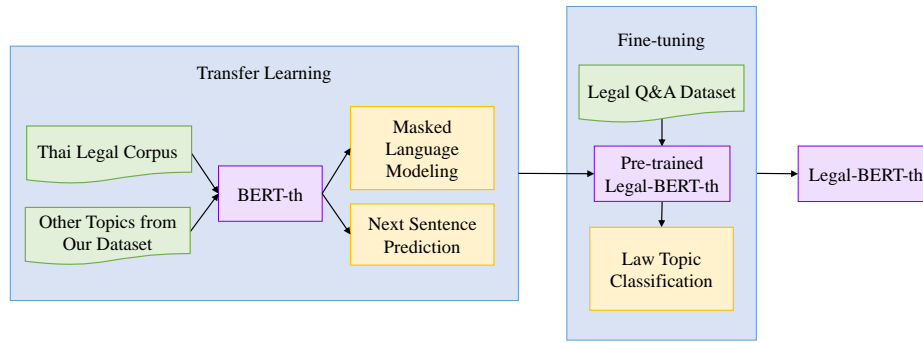 Transfer Learning
Thai Legal Corpus
Other Topics from
Our Dataset
BERT-th
Masked
Language
Modeling
Next Sentence
Prediction
Fine-tuning
Legal Q&A Dataset
Pre-trained
Legal-BERT-th
Law Topic
Classification
Legal-BERT-th